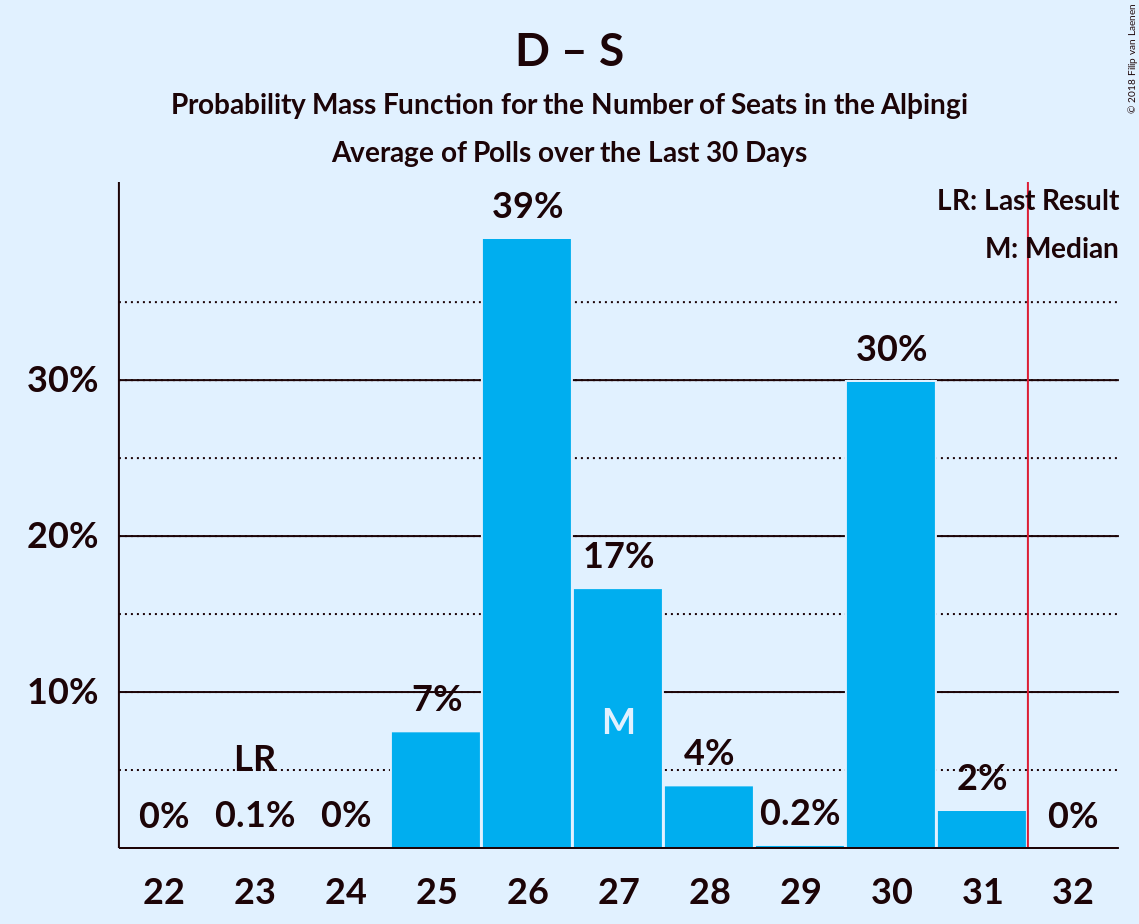 D – S
Probability Mass Function for the Number of Seats in the Alþingi
Average of Polls over the Last 30 Days
© 2018 Filip van Laenen
LR: Last Result
M: Median
39%
30%
30%
20%
17%
10%
7%
M
LR
4%
2%
0%
0.1%
0%
0.2%
0%
22 23 24 25 26 27 28 29 30 31 32